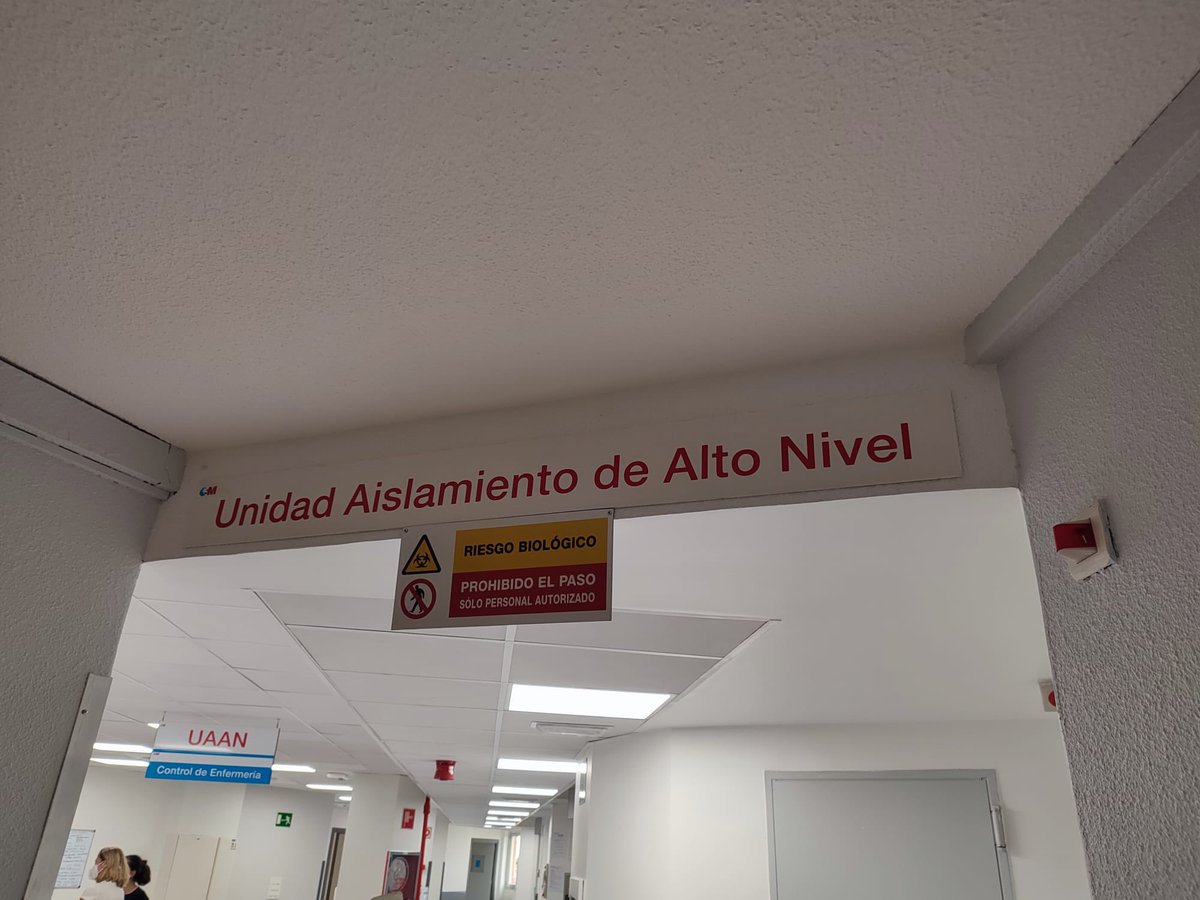 Unidad Aislamiento de Alto Nivel
RIESGO BIOLÓGICO
PROHIBIDO EL PASO
SÓLO PERSONAL AUTORIZADO
UAAN
Control de Enfermería